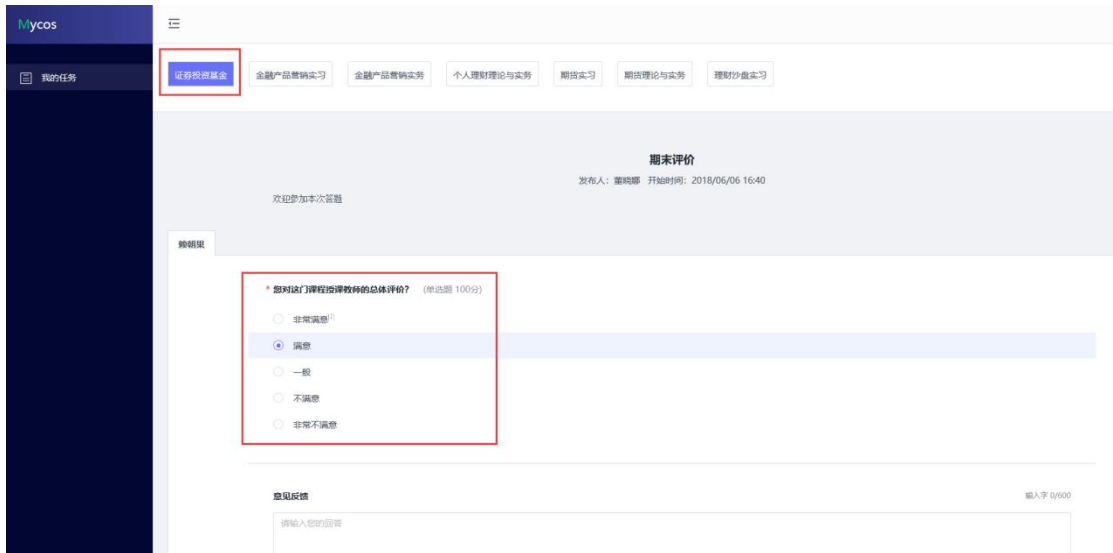 Mycos
我的任务
证券投资基金 金融产品营销实习 金融产品营销实务 个人理财理论与实务 期货实习 期货理论与实务 理财沙盘实习
期末评价
发布人：董晓娜 开始时间：2018/06/06 16:40
欢迎参加本次答题
赖朝果
* 您对这门课程授课教师的总体评价？ (单选题 100分)
非常满意
满意
一般
不满意
非常不满意
意见反馈 输入字 0/600
请输入您的回答